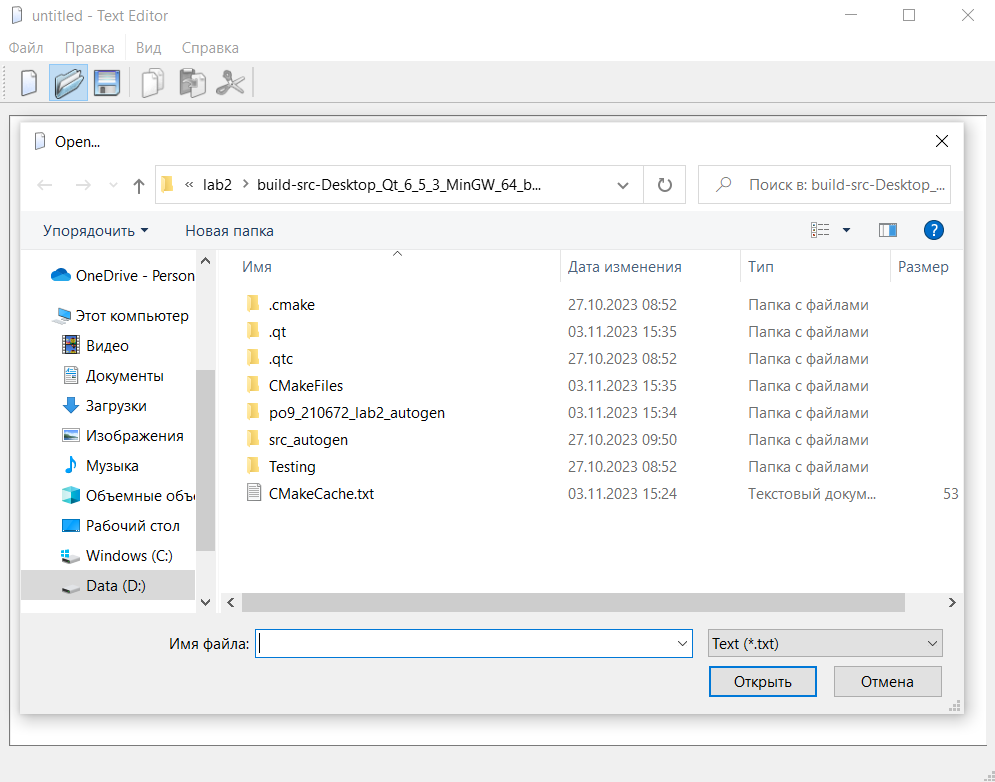 untitled - Text Editor
Файл Правка Вид Справка
Open...
« lab2 > build-src-Desktop_Qt_6_5_3_MinGW_64_b...
Поиск в: build-src-Desktop_...
Упорядочить Новая папка
?
Имя Дата изменения Тип Размер
OneDrive - Person
Этот компьютер
Видео
Документы
Загрузки
Изображения
Музыка
Объемные объ
Рабочий стол
Windows (C:)
Data (D:)
.cmake 27.10.2023 08:52 Папка с файлами
.qt 03.11.2023 15:35 Папка с файлами
.qtc 27.10.2023 08:52 Папка с файлами
CMakeFiles 03.11.2023 15:35 Папка с файлами
po9_210672_lab2_autogen 03.11.2023 15:34 Папка с файлами
src_autogen 27.10.2023 09:50 Папка с файлами
Testing 27.10.2023 08:52 Папка с файлами
CMakeCache.txt 03.11.2023 15:24 Текстовый докум... 53
Имя файла:
Text (*.txt)
Открыть Отмена